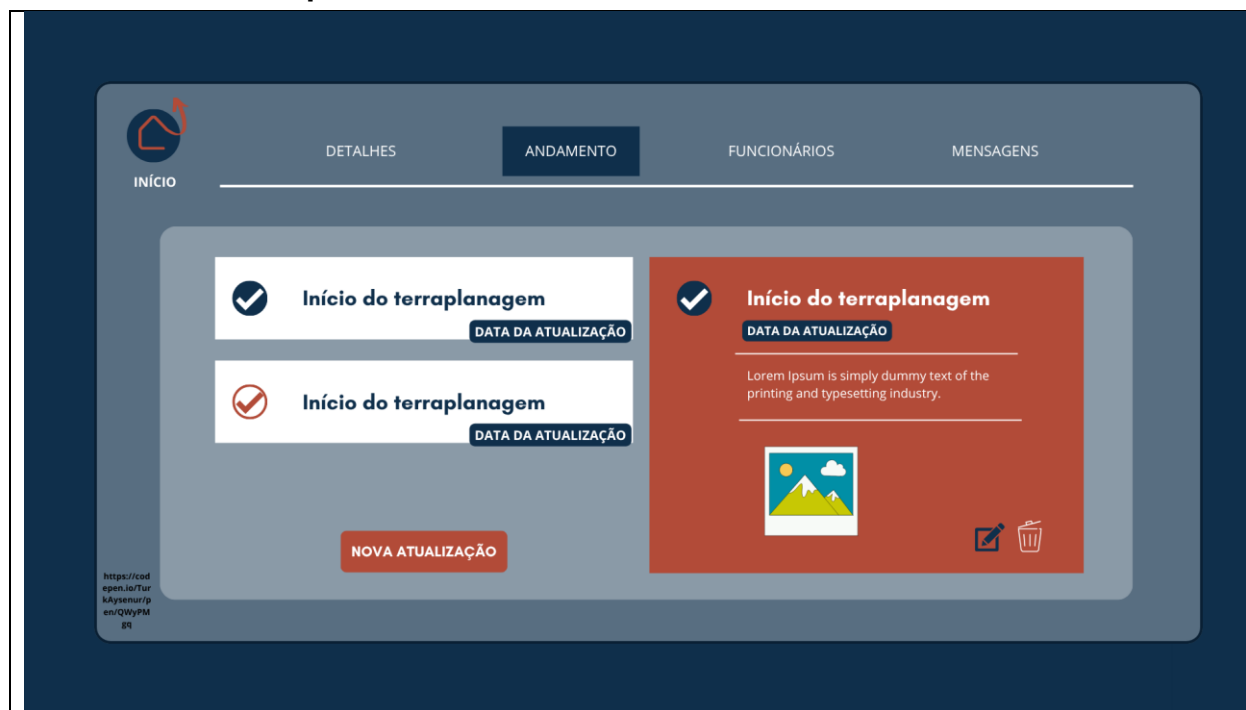 INÍCIO
DETALHES
ANDAMENTO
FUNCIONÁRIOS
MENSAGENS
Início do terraplanagem
DATA DA ATUALIZAÇÃO
Início do terraplanagem
DATA DA ATUALIZAÇÃO
NOVA ATUALIZAÇÃO
Início do terraplanagem
DATA DA ATUALIZAÇÃO
Lorem Ipsum is simply dummy text of the
printing and typesetting industry.
https://cod
epen.io/Tur
kAysenur/p
en/QWyPM
gq